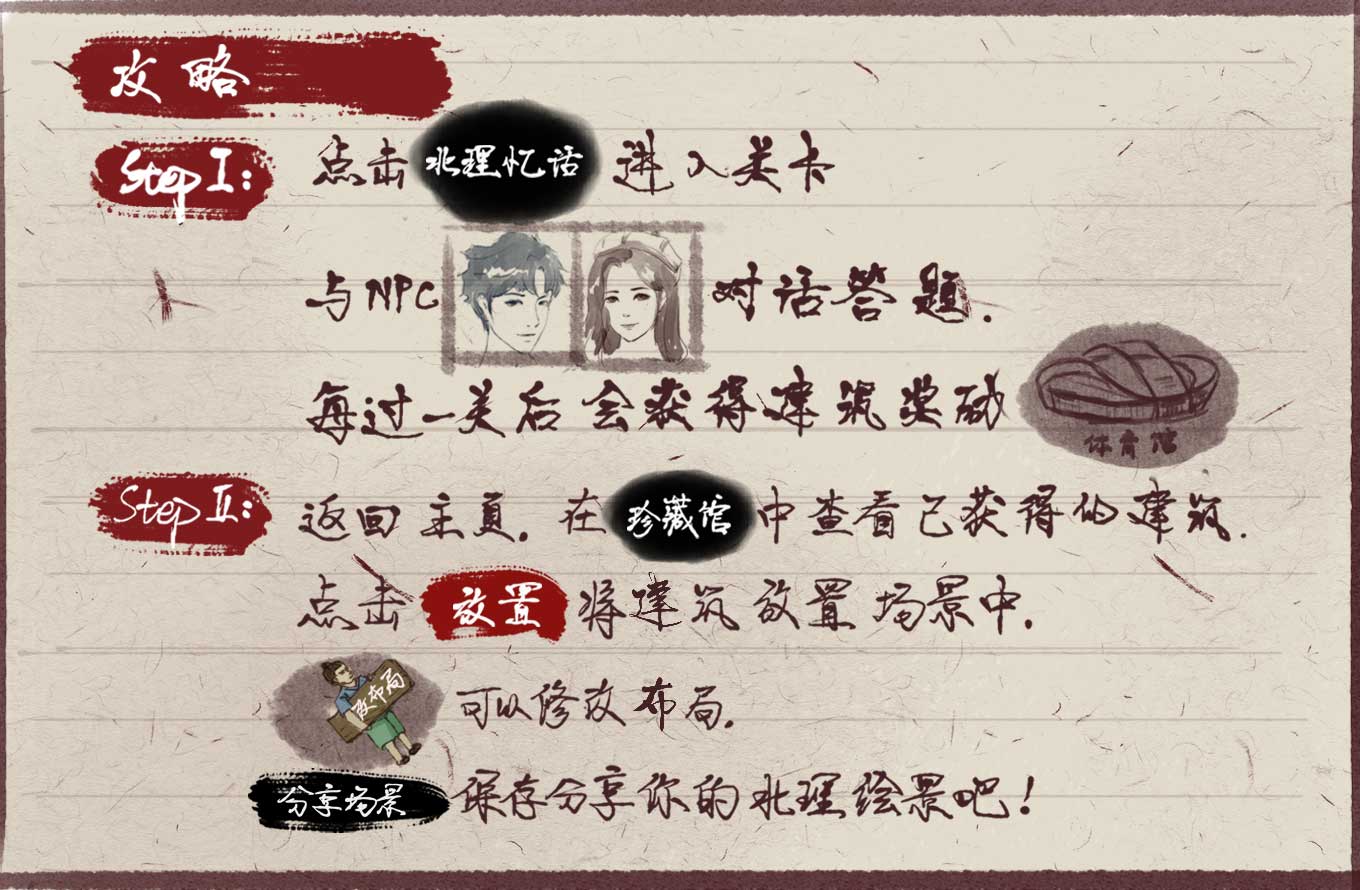 攻略
Step I: 点击 北理忆话 进入关卡
与NPC 对话答题.
每过一关后会获得建筑奖励
体育馆
Step II: 返回主页. 在 珍藏馆 中查看已获得的建筑.
点击 放置 将建筑放置场景中.
改布局 可以修改布局.
分享场景 保存分享你的北理绘景吧!